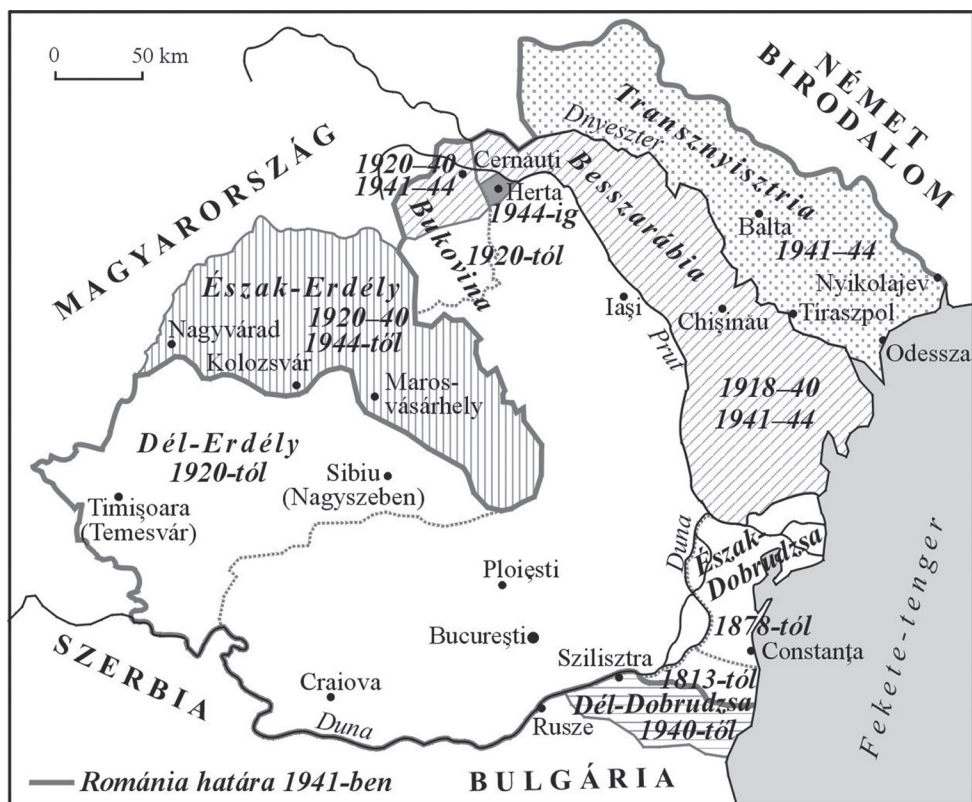 0 50 km
NÉMET
BIRODALOM
MAGYARORSZÁG
Transznyisztria
Dnyeszter
1920–40
1941–44
Cernăuti
Herta
1944-ig
Besszarábia
Balta
1941–44
Bukovina
1920-tól
Nyikolajev
Észak-Erdély
1920–40
1944-től
Iaşi
Chişinău
Tiraszpol
Nagyvárad
Kolozsvár
Prut
Odessza
Maros-
vásárhely
1918–40
1941–44
Dél-Erdély
1920-tól
Sibiu
(Nagyszeben)
Timişoara
(Temesvár)
Duna
Észak-
Dobrudzsa
Fekete-tenger
Ploieşti
1878-tól
Bucureşti
Constanţa
SZERBIA
Szilisztra
1813-tól
Craiova
Dél-Dobrudzsa
Duna
Rusze
1940-től
România határa 1941-ben
BULGÁRIA